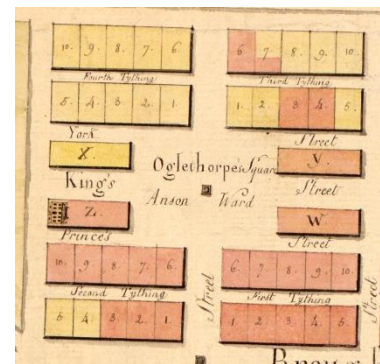 10. 9. 8. 7. 6.
6. 7. 8. 9. 10.
Fourth Tything
Third Tything
5. 4. 3. 2. 1.
1. 2. 3. 4. 5.
York
Street
X.
Oglethorpe's Square
y.
King's
Street
Anson Ward
Z.
W
Princes
Street
10. 9. 8. 7. 6.
6. 7. 8. 9. 10.
Second Tything
First Tything
Street
Street
5 4. 3 2. 1.
1. 2. 3. 4. 5.